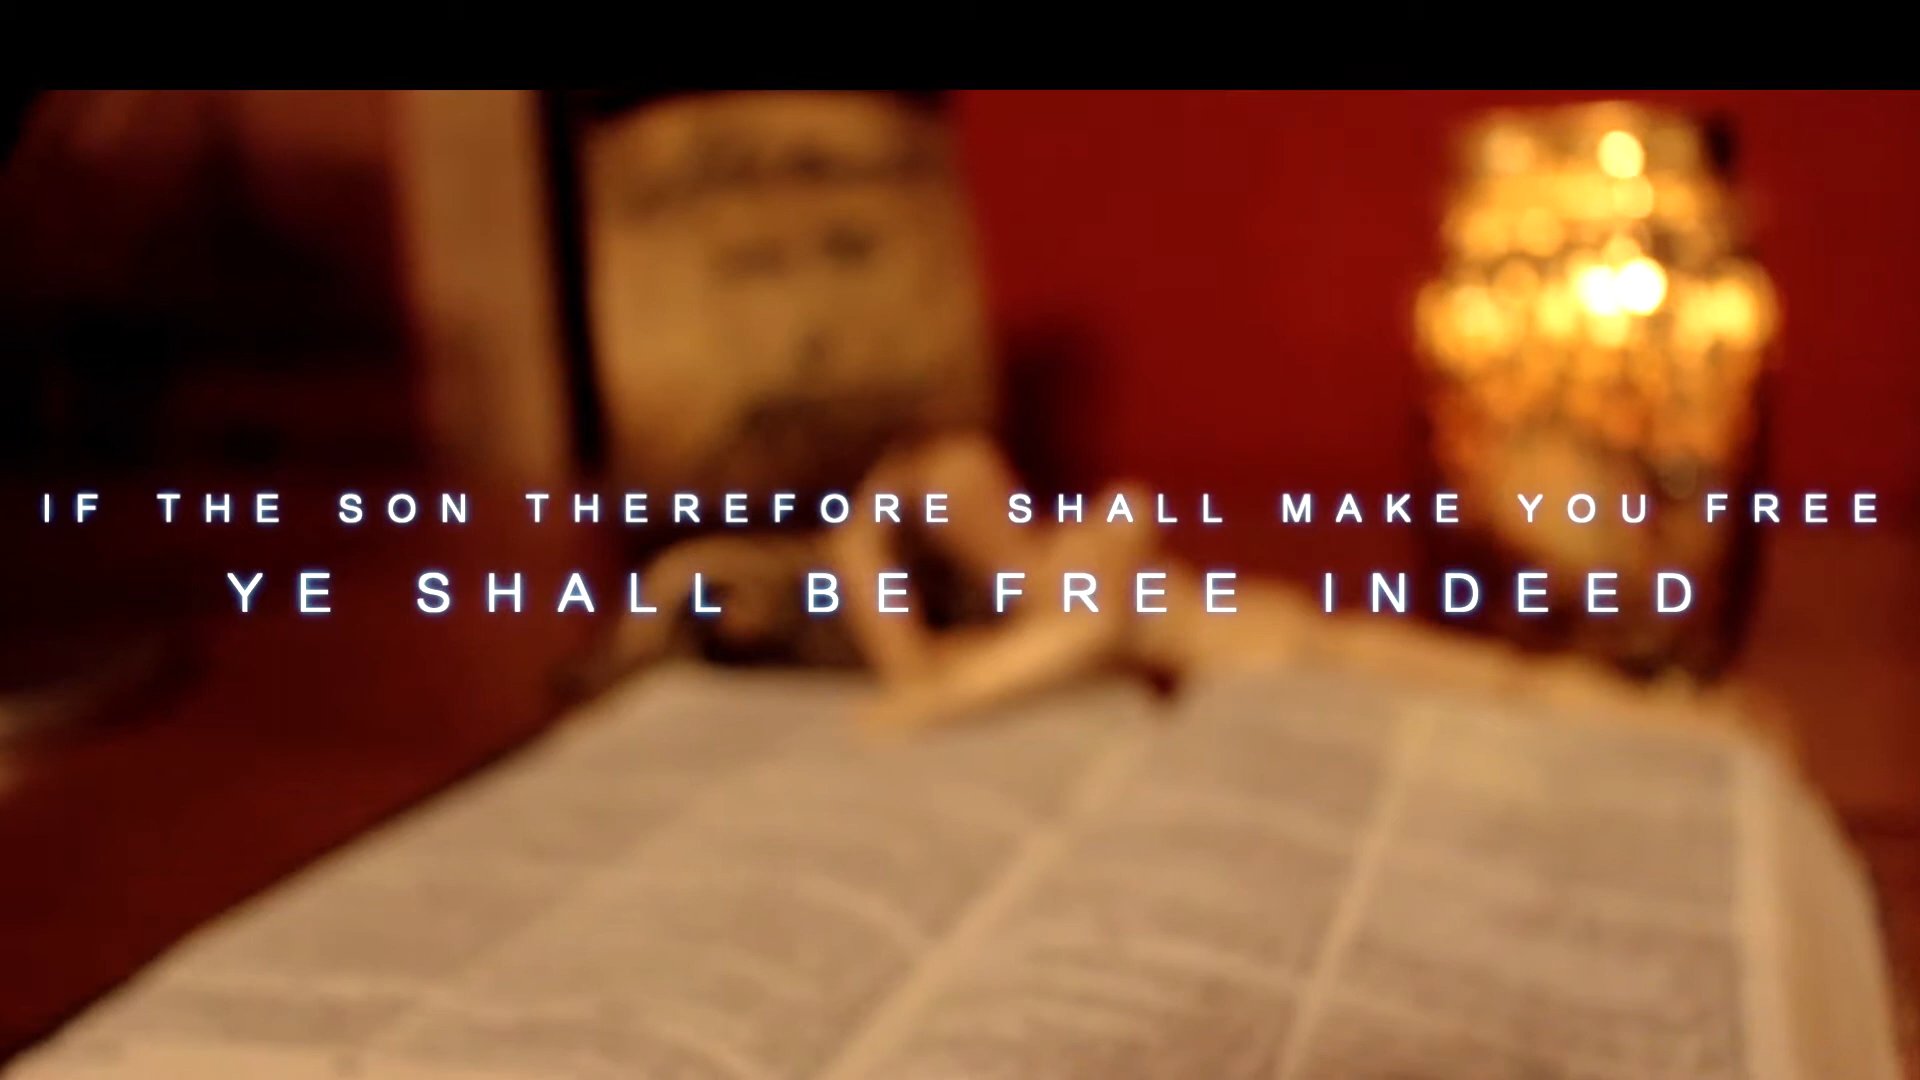 IF THE SON THEREFORE SHALL MAKE YOU FREE
YE SHALL BE FREE INDEED